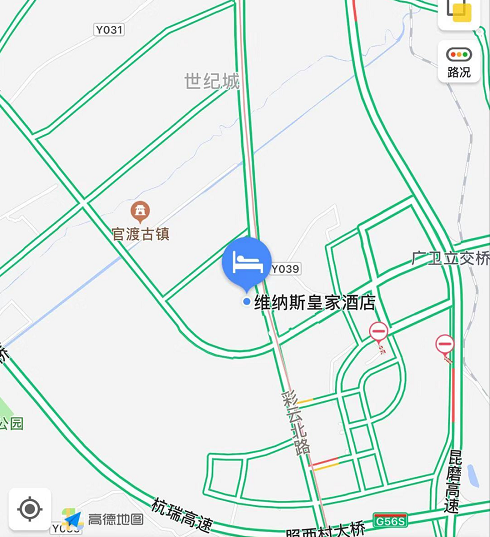 Y031
路况
世纪城
官渡古镇
广卫立交桥
Y039
维纳斯皇家酒店
彩云北路
公园
昆磨高速
杭瑞高速
G56S
照西村大桥
高德地图